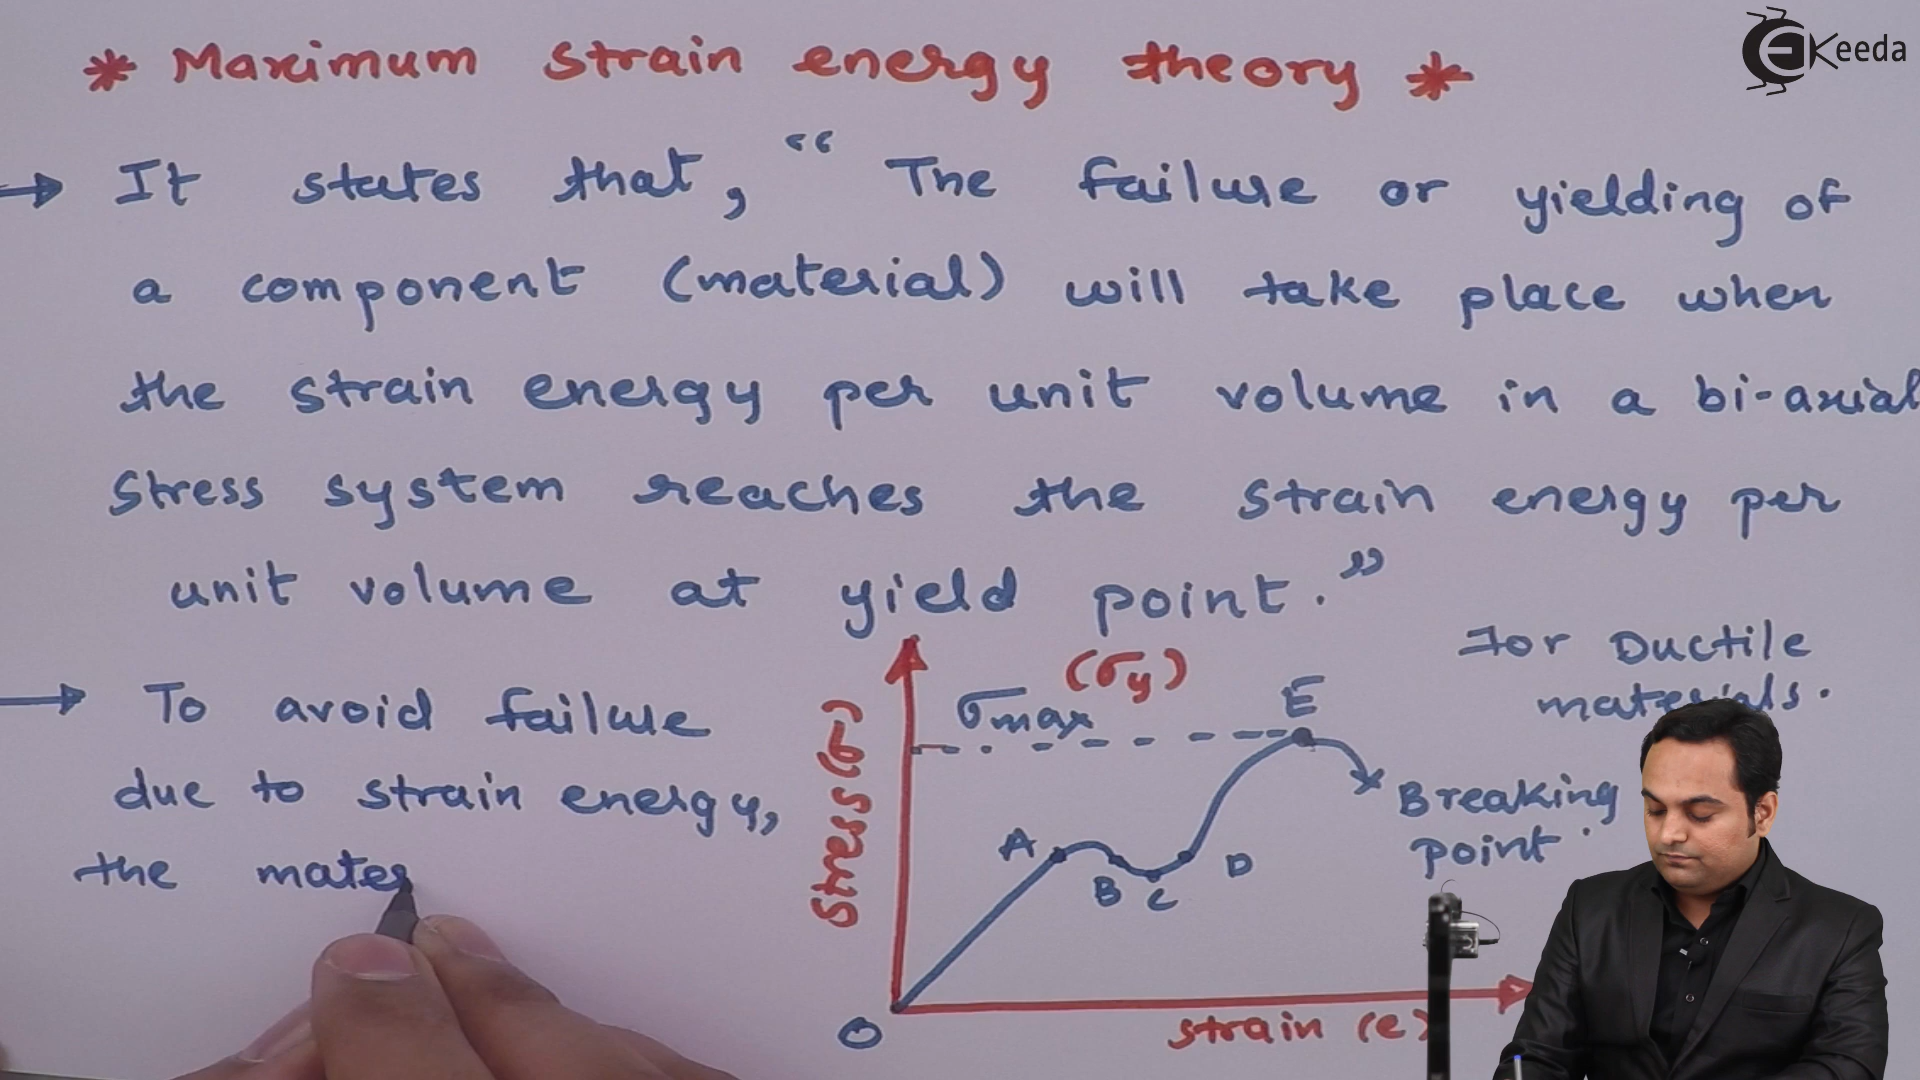 * Maximum strain energy theory *
EKeeda
→ It states that, “ The failure or yielding of
a component (material) will take place when
the strain energy per unit volume in a bi-axial
stress system reaches the strain energy per
unit volume at yield point.”
→ To avoid failure
due to strain energy,
the mater
For Ductile
materials.
(σy)
σmax
E
Stress (σ)
A
B
C
D
Breaking
point.
O
strain (e)